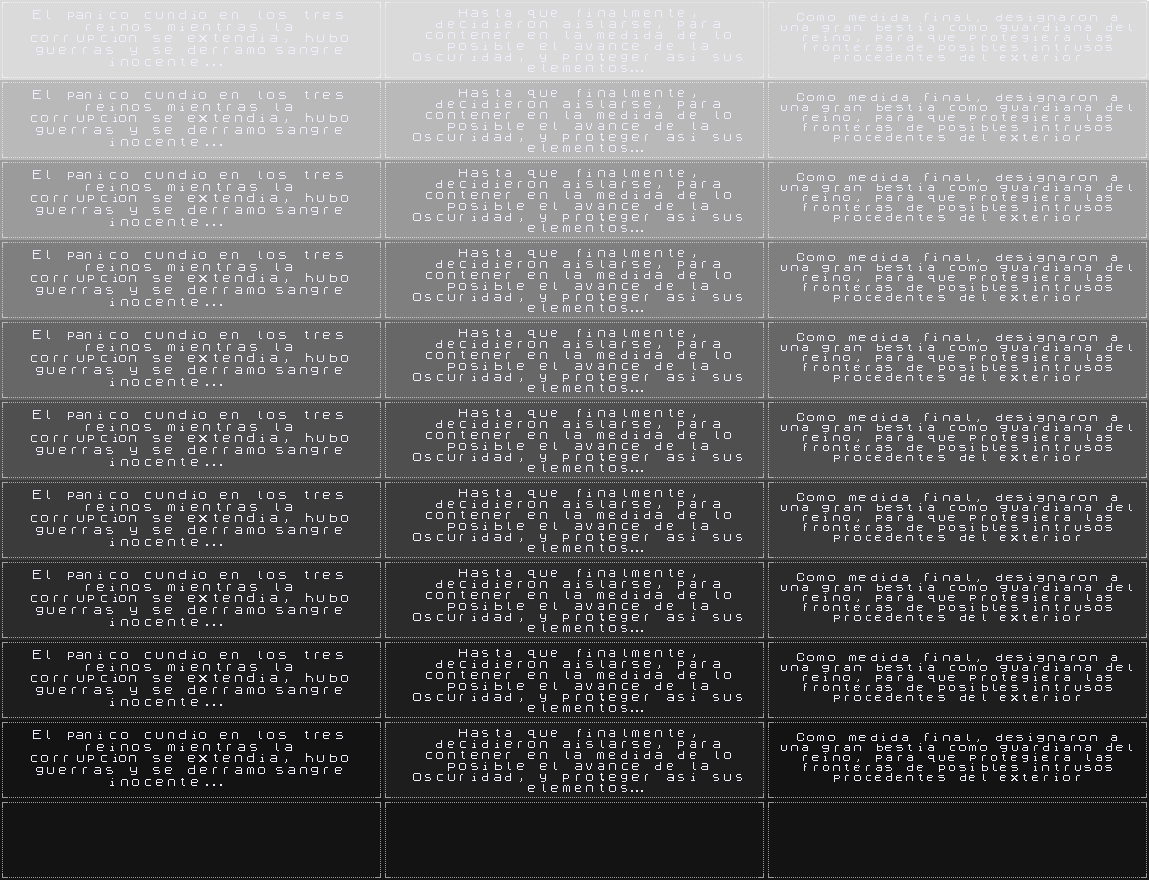 El panico cundio en los tres
reinos mientras la
corrupcion se extendia, hubo
guerras y se derramo sangre
inocente...
Hasta que finalmente,
decidieron aislarse, para
contener en la medida de lo
posible el avance de la
Oscuridad, y proteger asi sus
elementos...
Como medida final, designaron a
una gran bestia como guardiana del
reino, para que protegiera las
fronteras de posibles intrusos
procedentes del exterior
El panico cundio en los tres
reinos mientras la
corrupcion se extendia, hubo
guerras y se derramo sangre
inocente...
Hasta que finalmente,
decidieron aislarse, para
contener en la medida de lo
posible el avance de la
Oscuridad, y proteger asi sus
elementos...
Como medida final, designaron a
una gran bestia como guardiana del
reino, para que protegiera las
fronteras de posibles intrusos
procedentes del exterior
El panico cundio en los tres
reinos mientras la
corrupcion se extendia, hubo
guerras y se derramo sangre
inocente...
Hasta que finalmente,
decidieron aislarse, para
contener en la medida de lo
posible el avance de la
Oscuridad, y proteger asi sus
elementos...
Como medida final, designaron a
una gran bestia como guardiana del
reino, para que protegiera las
fronteras de posibles intrusos
procedentes del exterior
El panico cundio en los tres
reinos mientras la
corrupcion se extendia, hubo
guerras y se derramo sangre
inocente...
Hasta que finalmente,
decidieron aislarse, para
contener en la medida de lo
posible el avance de la
Oscuridad, y proteger asi sus
elementos...
Como medida final, designaron a
una gran bestia como guardiana del
reino, para que protegiera las
fronteras de posibles intrusos
procedentes del exterior
El panico cundio en los tres
reinos mientras la
corrupcion se extendia, hubo
guerras y se derramo sangre
inocente...
Hasta que finalmente,
decidieron aislarse, para
contener en la medida de lo
posible el avance de la
Oscuridad, y proteger asi sus
elementos...
Como medida final, designaron a
una gran bestia como guardiana del
reino, para que protegiera las
fronteras de posibles intrusos
procedentes del exterior
El panico cundio en los tres
reinos mientras la
corrupcion se extendia, hubo
guerras y se derramo sangre
inocente...
Hasta que finalmente,
decidieron aislarse, para
contener en la medida de lo
posible el avance de la
Oscuridad, y proteger asi sus
elementos...
Como medida final, designaron a
una gran bestia como guardiana del
reino, para que protegiera las
fronteras de posibles intrusos
procedentes del exterior
El panico cundio en los tres
reinos mientras la
corrupcion se extendia, hubo
guerras y se derramo sangre
inocente...
Hasta que finalmente,
decidieron aislarse, para
contener en la medida de lo
posible el avance de la
Oscuridad, y proteger asi sus
elementos...
Como medida final, designaron a
una gran bestia como guardiana del
reino, para que protegiera las
fronteras de posibles intrusos
procedentes del exterior
El panico cundio en los tres
reinos mientras la
corrupcion se extendia, hubo
guerras y se derramo sangre
inocente...
Hasta que finalmente,
decidieron aislarse, para
contener en la medida de lo
posible el avance de la
Oscuridad, y proteger asi sus
elementos...
Como medida final, designaron a
una gran bestia como guardiana del
reino, para que protegiera las
fronteras de posibles intrusos
procedentes del exterior
El panico cundio en los tres
reinos mientras la
corrupcion se extendia, hubo
guerras y se derramo sangre
inocente...
Hasta que finalmente,
decidieron aislarse, para
contener en la medida de lo
posible el avance de la
Oscuridad, y proteger asi sus
elementos...
Como medida final, designaron a
una gran bestia como guardiana del
reino, para que protegiera las
fronteras de posibles intrusos
procedentes del exterior
El panico cundio en los tres
reinos mientras la
corrupcion se extendia, hubo
guerras y se derramo sangre
inocente...
Hasta que finalmente,
decidieron aislarse, para
contener en la medida de lo
posible el avance de la
Oscuridad, y proteger asi sus
elementos...
Como medida final, designaron a
una gran bestia como guardiana del
reino, para que protegiera las
fronteras de posibles intrusos
procedentes del exterior